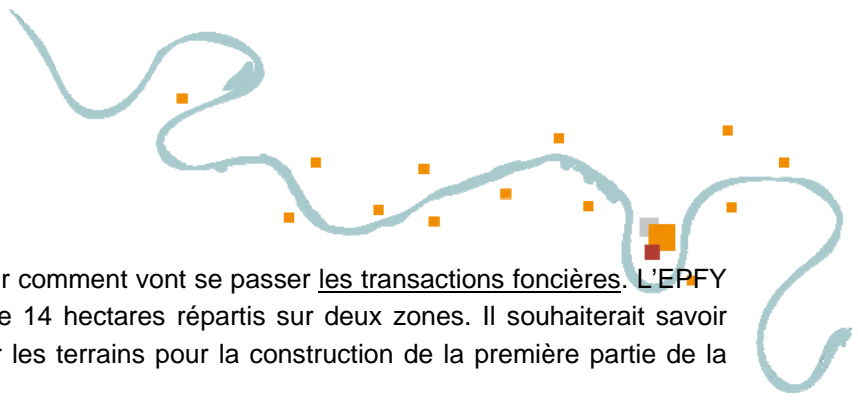 r comment vont se passer les transactions foncières. L'EPFY
e 14 hectares répartis sur deux zones. Il souhaiterait savoir
r les terrains pour la construction de la première partie de la